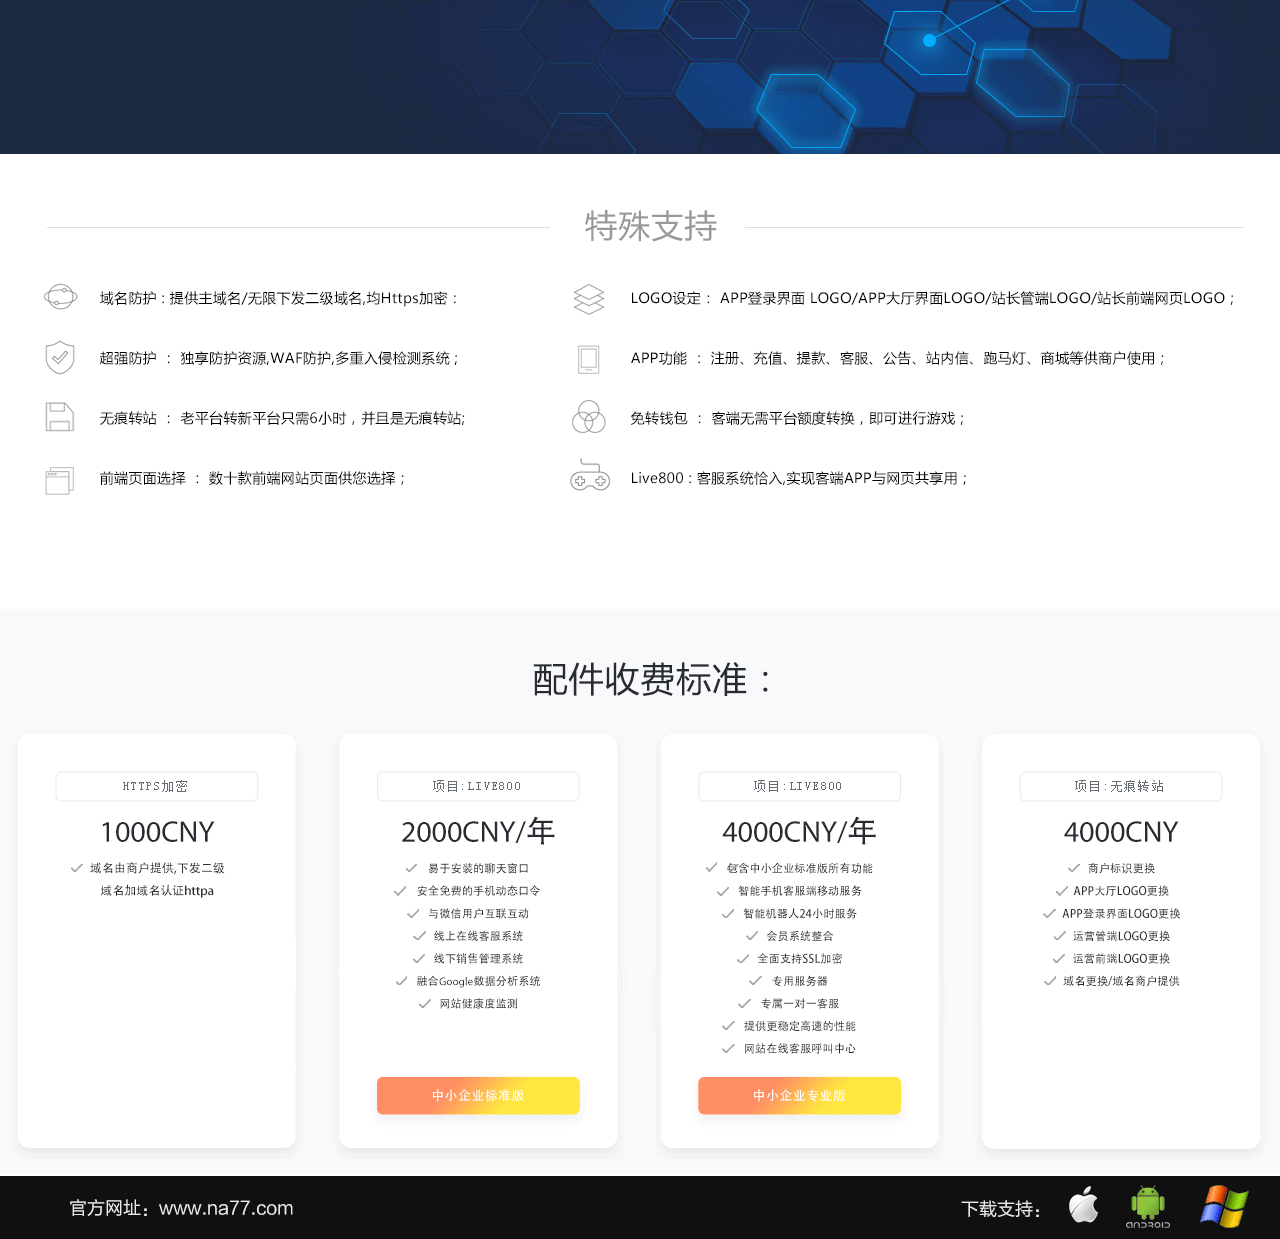 特殊支持
域名防护 : 提供主域名/无限下发二级域名,均Https加密 :
LOGO设定 : APP登录界面 LOGO/APP大厅界面LOGO/站长管端LOGO/站长前端网页LOGO ;
超强防护 : 独享防护资源,WAF防护,多重入侵检测系统 ;
APP功能 : 注册、充值、提款、客服、公告、站内信、跑马灯、商城等供商户使用 ;
无痕转站 : 老平台转新平台只需6小时 , 并且是无痕转站;
免转钱包 : 客端无需平台额度转换 , 即可进行游戏 ;
前端页面选择 : 数十款前端网站页面供您选择 ;
Live800 : 客服系统恰入,实现客端APP与网页共享用 ;
配件收费标准 :
HTTPS加密
1000CNY
域名由商户提供,下发二级
域名加域名认证httpa
项目:LIVE800
2000CNY/年
易于安装的聊天窗口
安全免费的手机动态口令
与微信用户互联互动
线上在线客服系统
线下销售管理系统
融合Google数据分析系统
网站健康度监测
中小企业标准版
项目:LIVE800
4000CNY/年
包含中小企业标准版所有功能
智能手机客服端移动服务
智能机器人24小时服务
会员系统整合
全面支持SSL加密
专用服务器
专属一对一客服
提供更稳定高速的性能
网站在线客服呼叫中心
中小企业专业版
项目:无痕转站
4000CNY
商户标识更换
APP大厅LOGO更换
APP登录界面LOGO更换
运营管端LOGO更换
运营前端LOGO更换
域名更换/域名商户提供
官方网址：www.na77.com
下载支持：
ANDROID